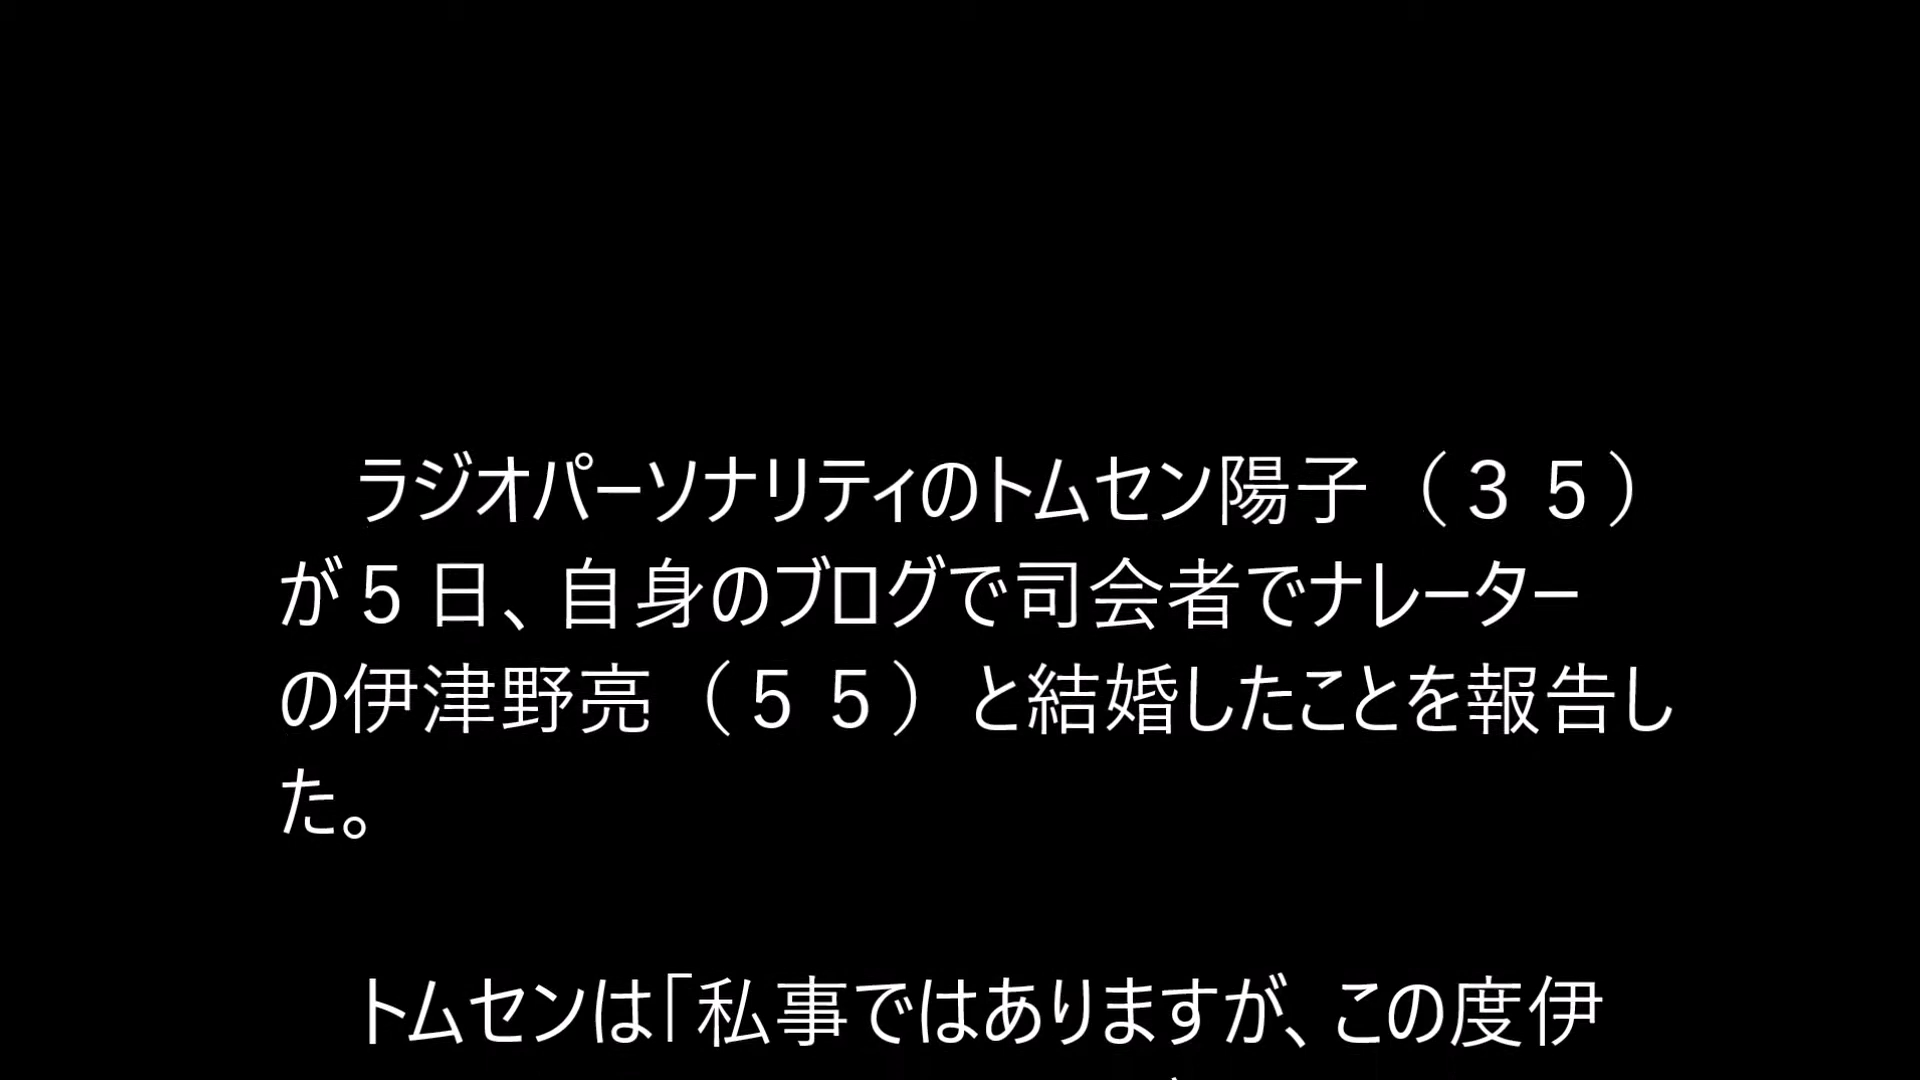 ラジオパーソナリティのトムセン陽子（３５）
が５日、自身のブログで司会者でナレーター
の伊津野亮（５５）と結婚したことを報告し
た。
トムセンは「私事ではありますが、この度伊